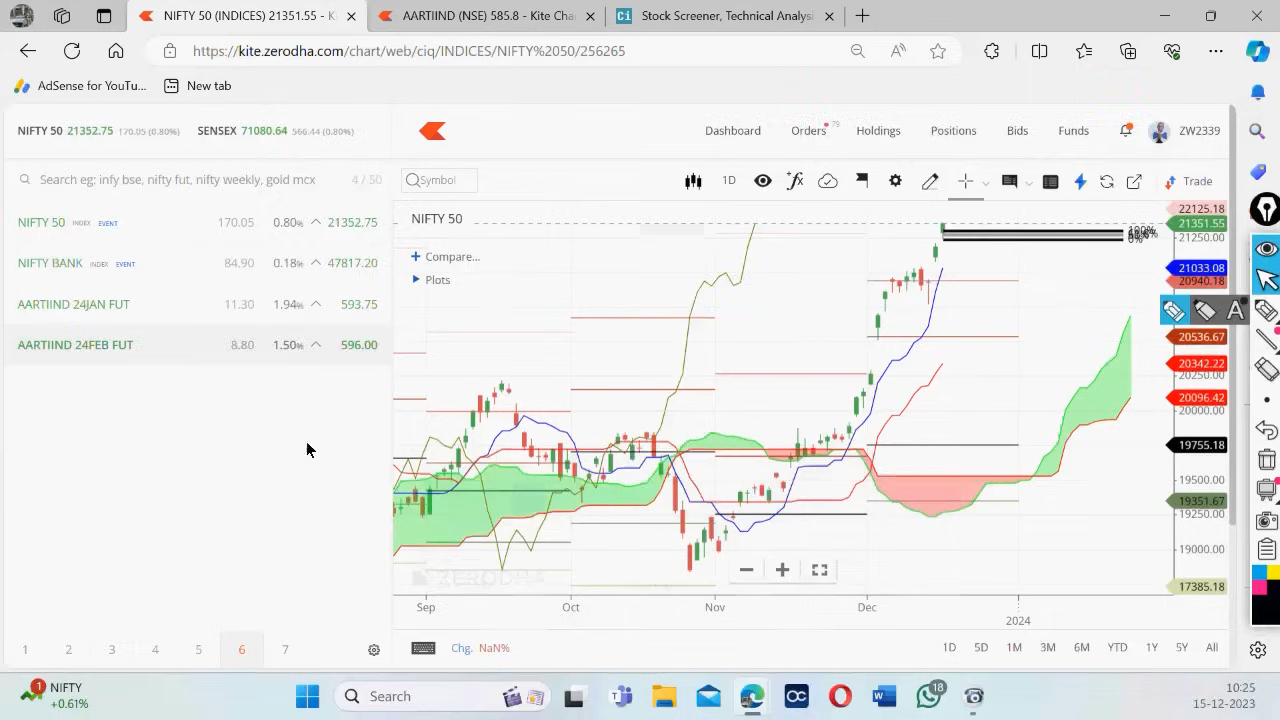 NIFTY 50 (INDICES) 21351.55 - Ki
AARTIIND (NSE) 585.8 - Kite Cha
Ci Stock Screener, Technical Analysi
https://kite.zerodha.com/chart/web/ciq/INDICES/NIFTY%2050/256265
AdSense for YouTu...
New tab
NIFTY 50 21352.75 170.05 (0.80%) SENSEX 71080.64 566.44 (0.80%)
Dashboard Orders 79 Holdings Positions Bids Funds ZW2339
Search eg: infy bse, nifty fut, nifty weekly, gold mcx 4 / 50
Symbol 1D Trade
NIFTY 50 INDEX EVENT 170.05 0.80% 21352.75
NIFTY BANK INDEX EVENT 84.90 0.18% 47817.20
AARTIIND 24JAN FUT 11.30 1.94% 593.75
AARTIIND 24FEB FUT 8.80 1.50% 596.00
NIFTY 50
Compare...
Plots
0%
22125.18
21351.55
21250.00
21033.08
20940.18
20536.67
20342.22
20250.00
20096.42
20000.00
19755.18
19500.00
19351.67
19250.00
19000.00
17385.18
A
ZERODHA
Sep Oct Nov Dec
2024
1 2 3 4 5 6 7
Chg. NaN%
1D 5D 1M 3M 6M YTD 1Y 5Y All
1 NIFTY
+0.61%
Search
OC
18
10:25
15-12-2023